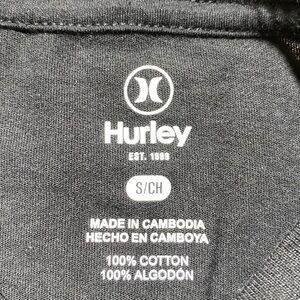 Hurley
EST. 1999
S/CH
MADE IN CAMBODIA
HECHO EN CAMBOYA
100% COTTON
100% ALGODÓN